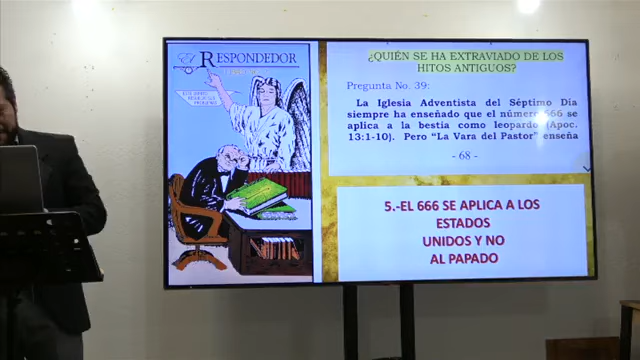 El RESPONDEDOR
¿QUIÉN SE HA EXTRAVIADO DE LOS
HITOS ANTIGUOS?
Pregunta No. 39:
La Iglesia Adventista del Séptimo Día
siempre ha enseñado que el número 666 se
aplica a la bestia como leopardo (Apoc.
13:1-10). Pero “La Vara del Pastor” enseña
- 68 -
5.-EL 666 SE APLICA A LOS
ESTADOS
UNIDOS Y NO
AL PAPADO